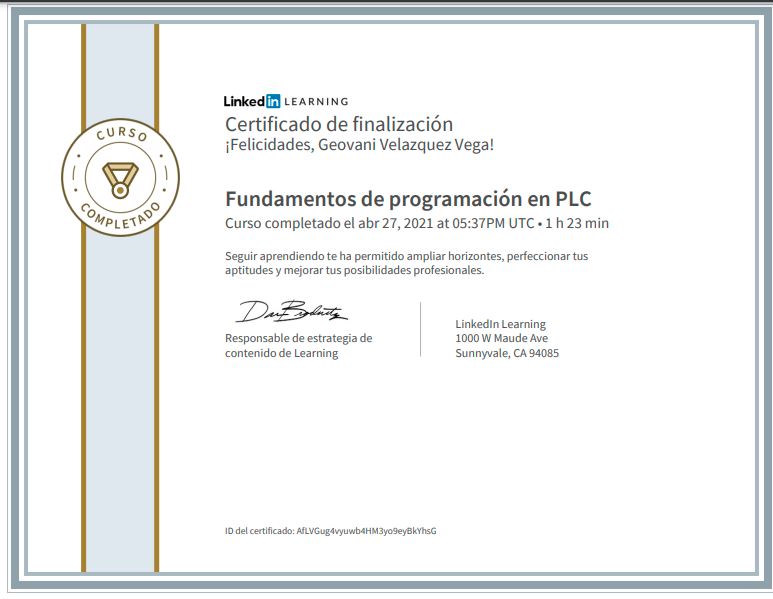 CURSO
COMPLETADO
Linked in LEARNING
Certificado de finalización
¡Felicidades, Geovani Velazquez Vega!
Fundamentos de programación en PLC
Curso completado el abr 27, 2021 at 05:37PM UTC • 1 h 23 min
Seguir aprendiendo te ha permitido ampliar horizontes, perfeccionar tus
aptitudes y mejorar tus posibilidades profesionales.
Responsable de estrategia de
contenido de Learning
LinkedIn Learning
1000 W Maude Ave
Sunnyvale, CA 94085
ID del certificado: AfLVGug4vyuwb4HM3yo9eyBkYhsG